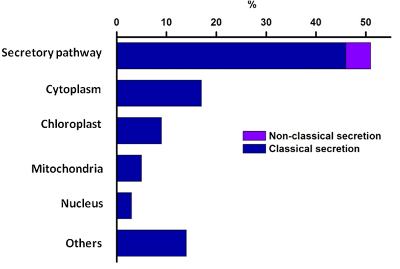 %
0 10 20 30 40 50
Secretory pathway
Cytoplasm
Chloroplast
Non-classical secretion
Classical secretion
Mitochondria
Nucleus
Others